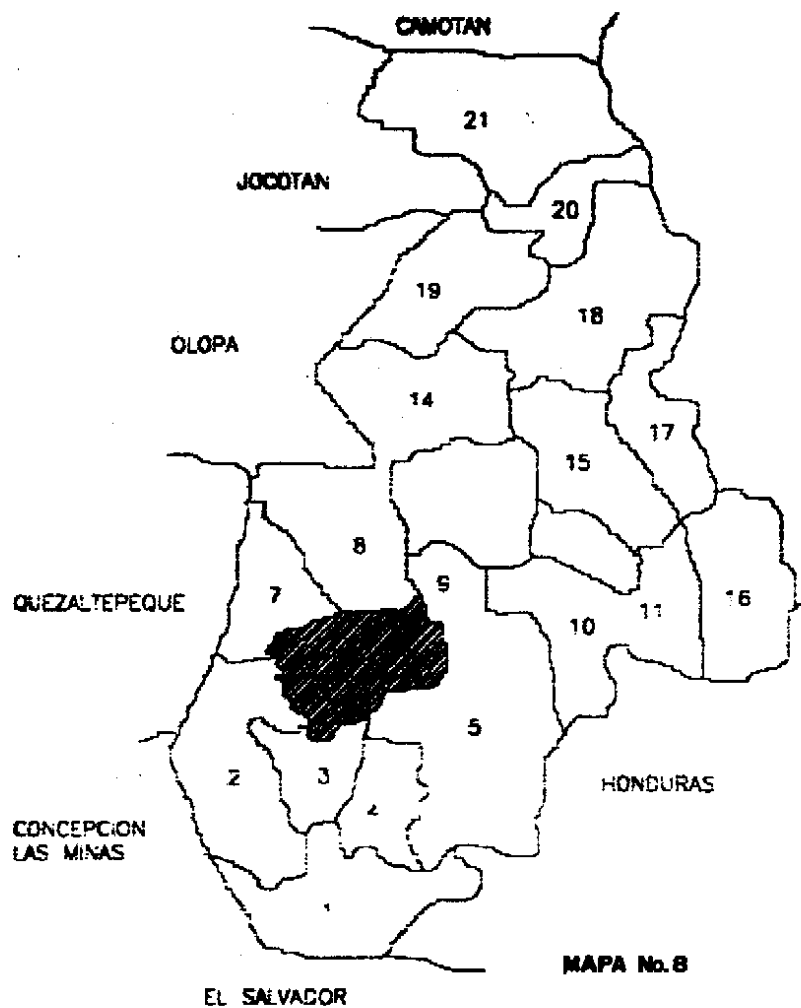 CAMOTAN
21
JOCOTAN
20
19
18
OLOPA
14
17
15
8
9
QUEZALTEPEQUE
7
16
10
11
5
2
3
HONDURAS
CONCEPCION
LAS MINAS
1
MAPA No. 8
EL SALVADOR